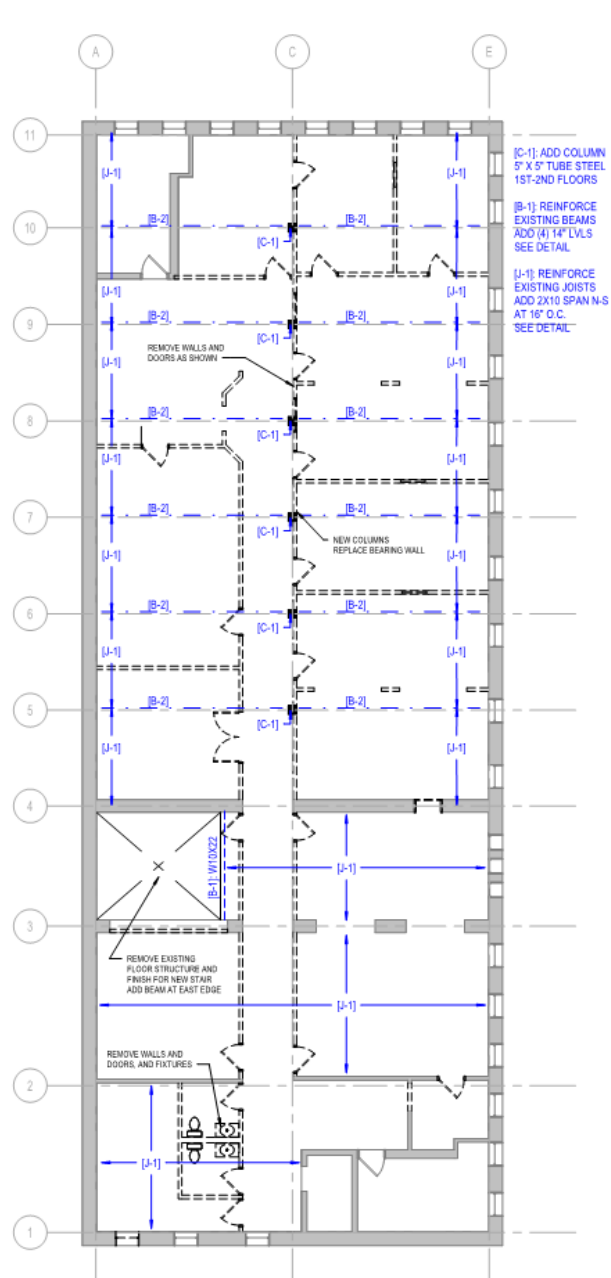 A C E
11
[C-1]: ADD COLUMN
5" X 5" TUBE STEEL
1ST-2ND FLOORS
[J-1] [J-1]
[B-1]: REINFORCE
EXISTING BEAMS
ADD (4) 14" LVLS
SEE DETAIL
10 [B-2] [B-2]
[C-1]
[J-1]: REINFORCE
EXISTING JOISTS
ADD 2X10 SPAN N-S
AT 16" O.C.
SEE DETAIL
[J-1] [J-1]
9 [B-2] [B-2]
[C-1]
REMOVE WALLS AND
DOORS AS SHOWN
[J-1] [J-1]
8 [B-2] [B-2]
[C-1]
[J-1] [J-1]
7 [B-2] [B-2]
[C-1]
NEW COLUMNS
REPLACE BEARING WALL
[J-1] [J-1]
6 [B-2] [B-2]
[C-1]
[J-1] [J-1]
5 [B-2] [B-2]
[C-1]
[J-1] [J-1]
4
[B-1]: W10X22
[J-1]
3
REMOVE EXISTING
FLOOR STRUCTURE AND
FINISH FOR NEW STAIR
ADD BEAM AT EAST EDGE
[J-1]
REMOVE WALLS AND
DOORS, AND FIXTURES
2
[J-1]
1